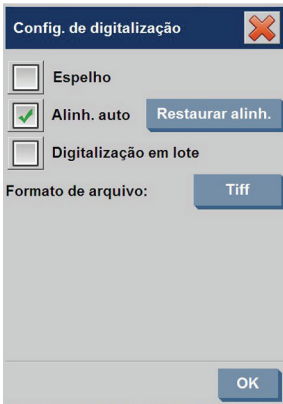 Config. de digitalização
Espelho
Alinh. auto Restaurar alinh.
Digitalização em lote
Formato de arquivo: Tiff
OK